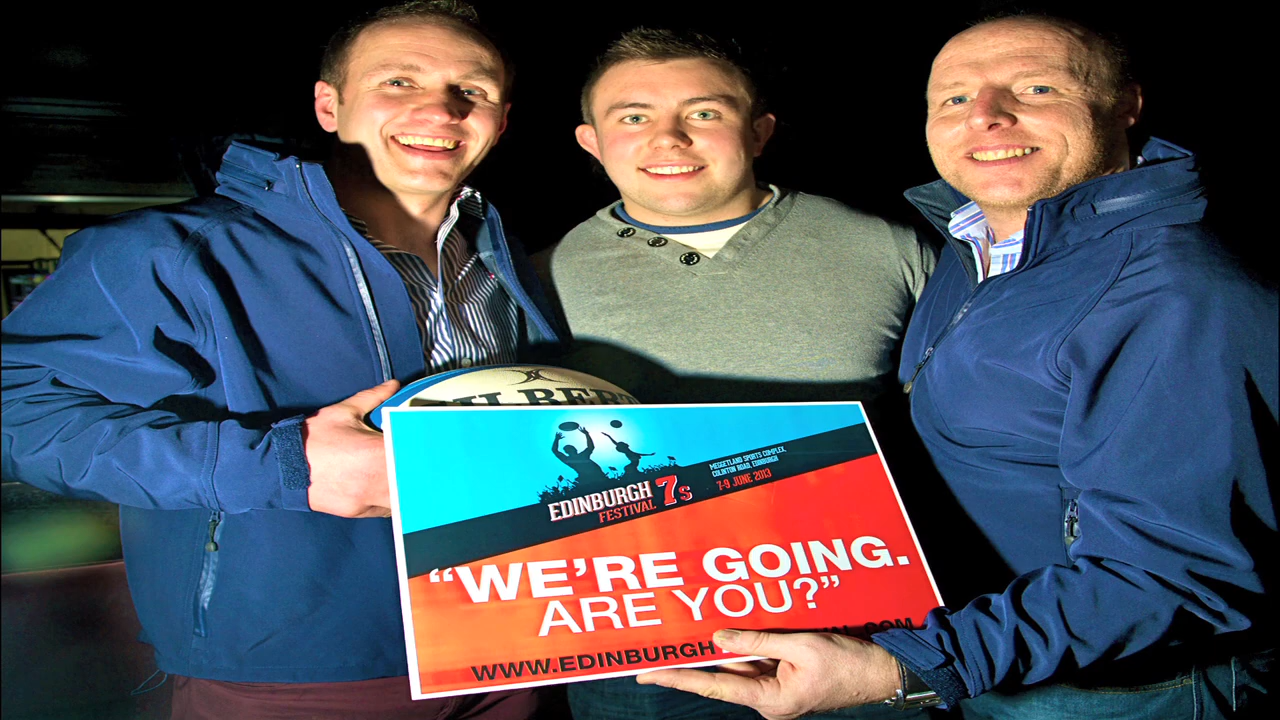 MEGGETLAND SPORTS COMPLEX,
COLINTON ROAD, EDINBURGH
7-9 JUNE 2013
EDINBURGH 7s
FESTIVAL
"WE'RE GOING.
ARE YOU?"
WWW.EDINBURGH